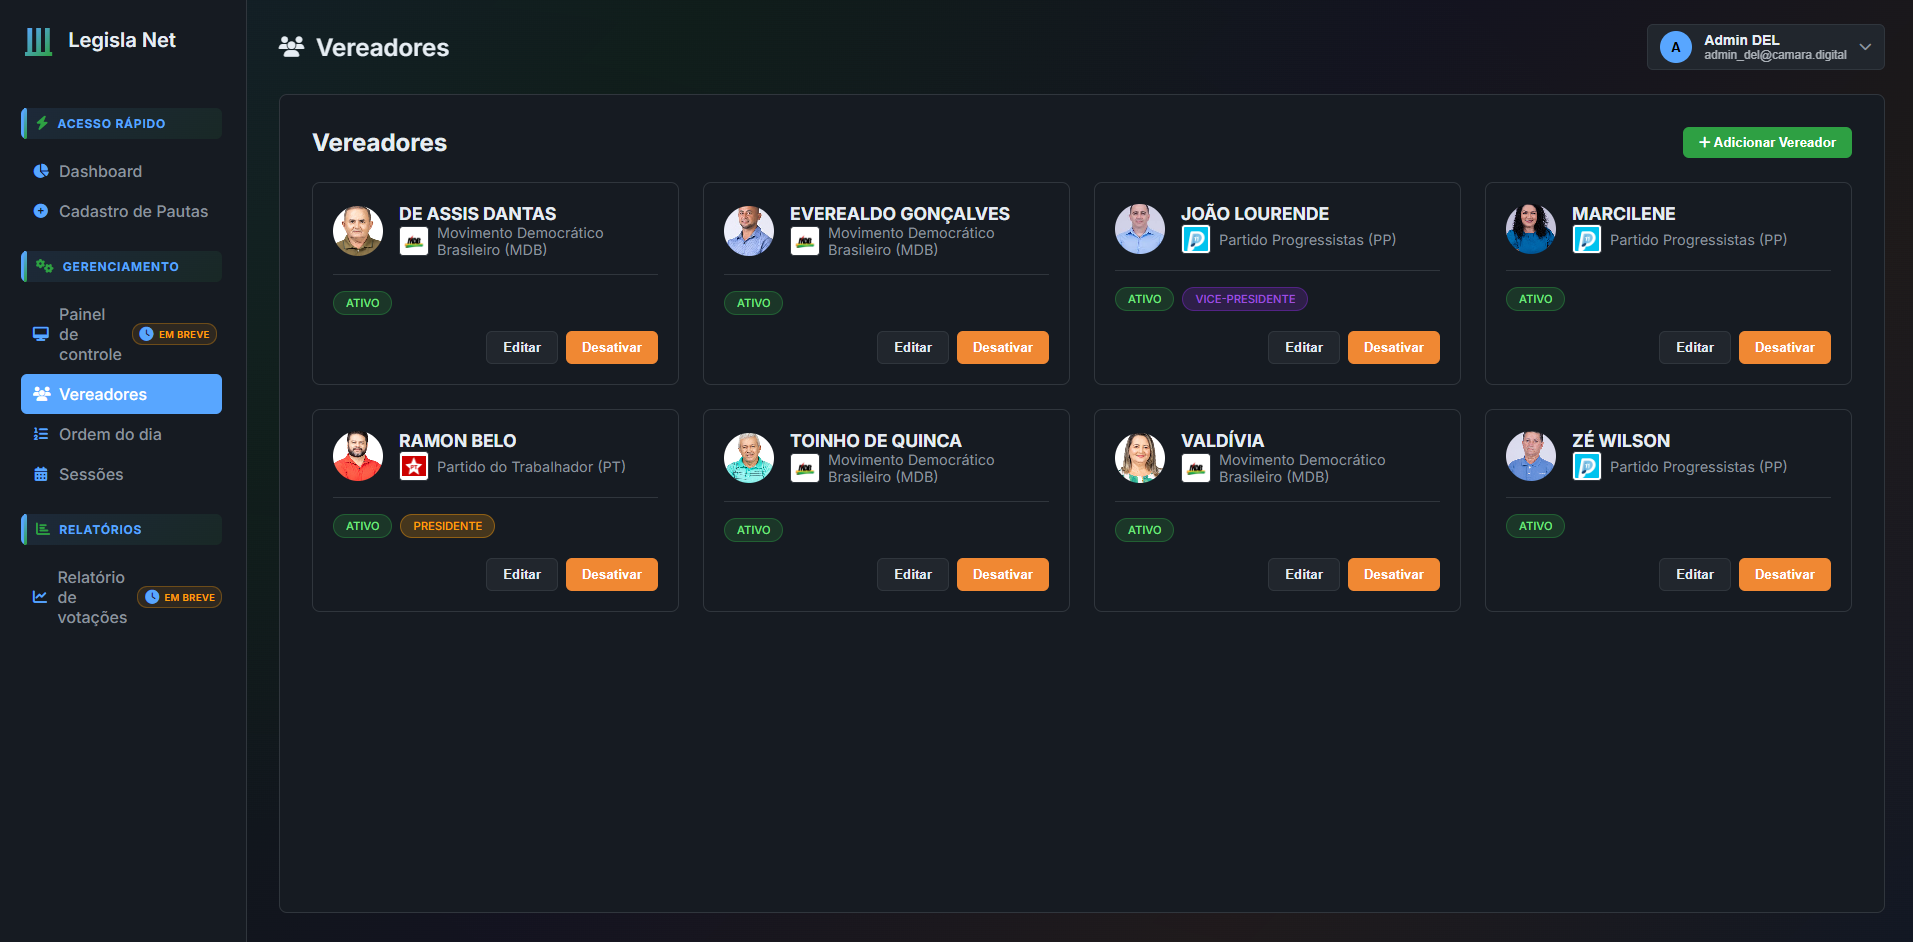 Legisla Net
ACESSO RÁPIDO
Dashboard
Cadastro de Pautas
GERENCIAMENTO
Painel
de
controle
EM BREVE
Vereadores
Ordem do dia
Sessões
RELATÓRIOS
Relatório
de
votações
EM BREVE
Vereadores
A
Admin DEL
admin_del@camara.digital
Vereadores
+ Adicionar Vereador
DE ASSIS DANTAS
MDB
Movimento Democrático
Brasileiro (MDB)
ATIVO
Editar
Desativar
EVEREALDO GONÇALVES
MDB
Movimento Democrático
Brasileiro (MDB)
ATIVO
Editar
Desativar
JOÃO LOURENDE
Partido Progressistas (PP)
ATIVO
VICE-PRESIDENTE
Editar
Desativar
MARCILENE
Partido Progressistas (PP)
ATIVO
Editar
Desativar
RAMON BELO
PT
Partido do Trabalhador (PT)
ATIVO
PRESIDENTE
Editar
Desativar
TOINHO DE QUINCA
MDB
Movimento Democrático
Brasileiro (MDB)
ATIVO
Editar
Desativar
VALDÍVIA
MDB
Movimento Democrático
Brasileiro (MDB)
ATIVO
Editar
Desativar
ZÉ WILSON
Partido Progressistas (PP)
ATIVO
Editar
Desativar